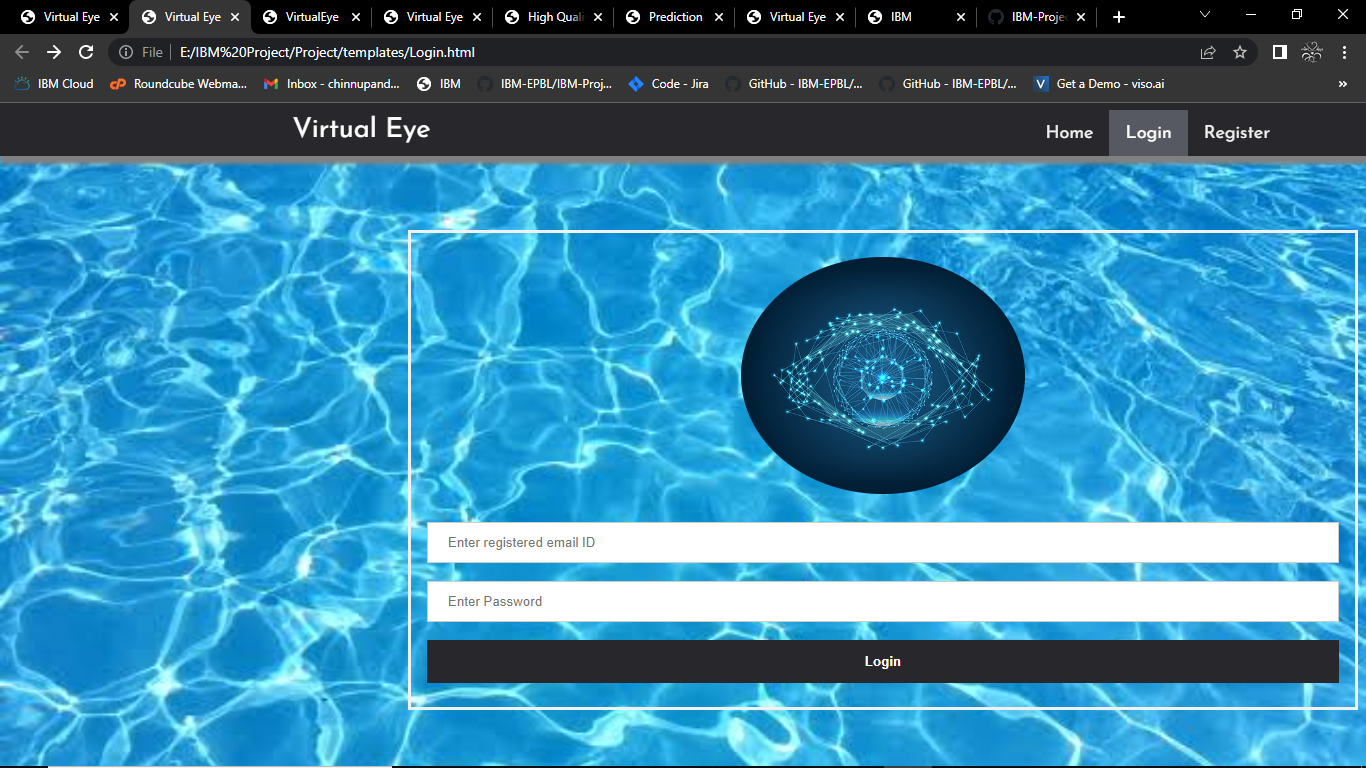 Virtual Eye
Virtual Eye
VirtualEye
Virtual Eye
High Quali
Prediction
Virtual Eye
IBM
IBM-Proje
File
E:/IBM%20Project/Project/templates/Login.html
IBM Cloud
Roundcube Webma...
Inbox - chinnupand...
IBM
IBM-EPBL/IBM-Proj...
Code - Jira
GitHub - IBM-EPBL/...
GitHub - IBM-EPBL/...
V
Get a Demo - viso.ai
»
Virtual Eye
Home
Login
Register
Enter registered email ID
Enter Password
Login